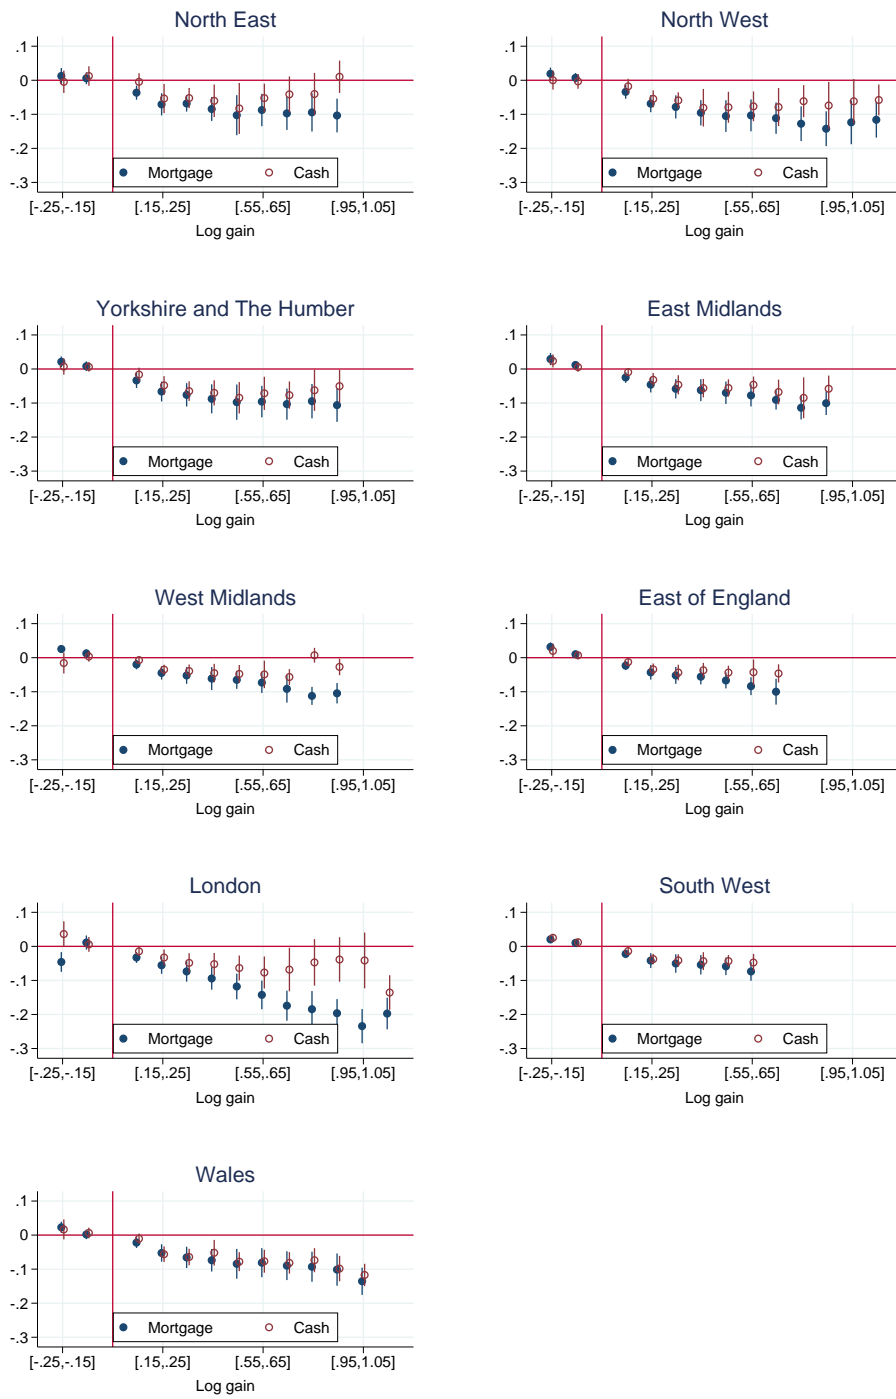 North East
.1
0
-.1
-.2
-.3
Mortgage Cash
[-.25,-.15] [.15,.25] [.55,.65] [.95,1.05]
Log gain
North West
.1
0
-.1
-.2
-.3
Mortgage Cash
[-.25,-.15] [.15,.25] [.55,.65] [.95,1.05]
Log gain
Yorkshire and The Humber
.1
0
-.1
-.2
-.3
Mortgage Cash
[-.25,-.15] [.15,.25] [.55,.65] [.95,1.05]
Log gain
East Midlands
.1
0
-.1
-.2
-.3
Mortgage Cash
[-.25,-.15] [.15,.25] [.55,.65] [.95,1.05]
Log gain
West Midlands
.1
0
-.1
-.2
-.3
Mortgage Cash
[-.25,-.15] [.15,.25] [.55,.65] [.95,1.05]
Log gain
East of England
.1
0
-.1
-.2
-.3
Mortgage Cash
[-.25,-.15] [.15,.25] [.55,.65] [.95,1.05]
Log gain
London
.1
0
-.1
-.2
-.3
Mortgage Cash
[-.25,-.15] [.15,.25] [.55,.65] [.95,1.05]
Log gain
South West
.1
0
-.1
-.2
-.3
Mortgage Cash
[-.25,-.15] [.15,.25] [.55,.65] [.95,1.05]
Log gain
Wales
.1
0
-.1
-.2
-.3
Mortgage Cash
[-.25,-.15] [.15,.25] [.55,.65] [.95,1.05]
Log gain